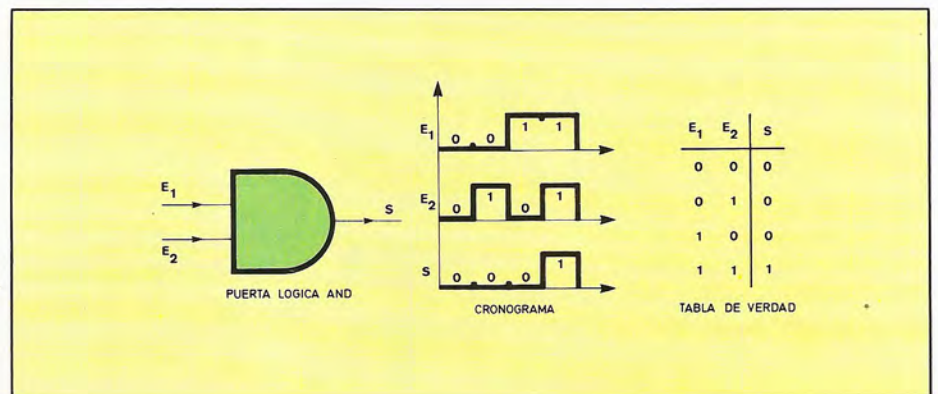 E1
E2
S
PUERTA LOGICA AND
E1 0 0 1 1
E2 0 1 0 1
S 0 0 0 1
CRONOGRAMA
E1 E2 S
0 0 0
0 1 0
1 0 0
1 1 1
TABLA DE VERDAD